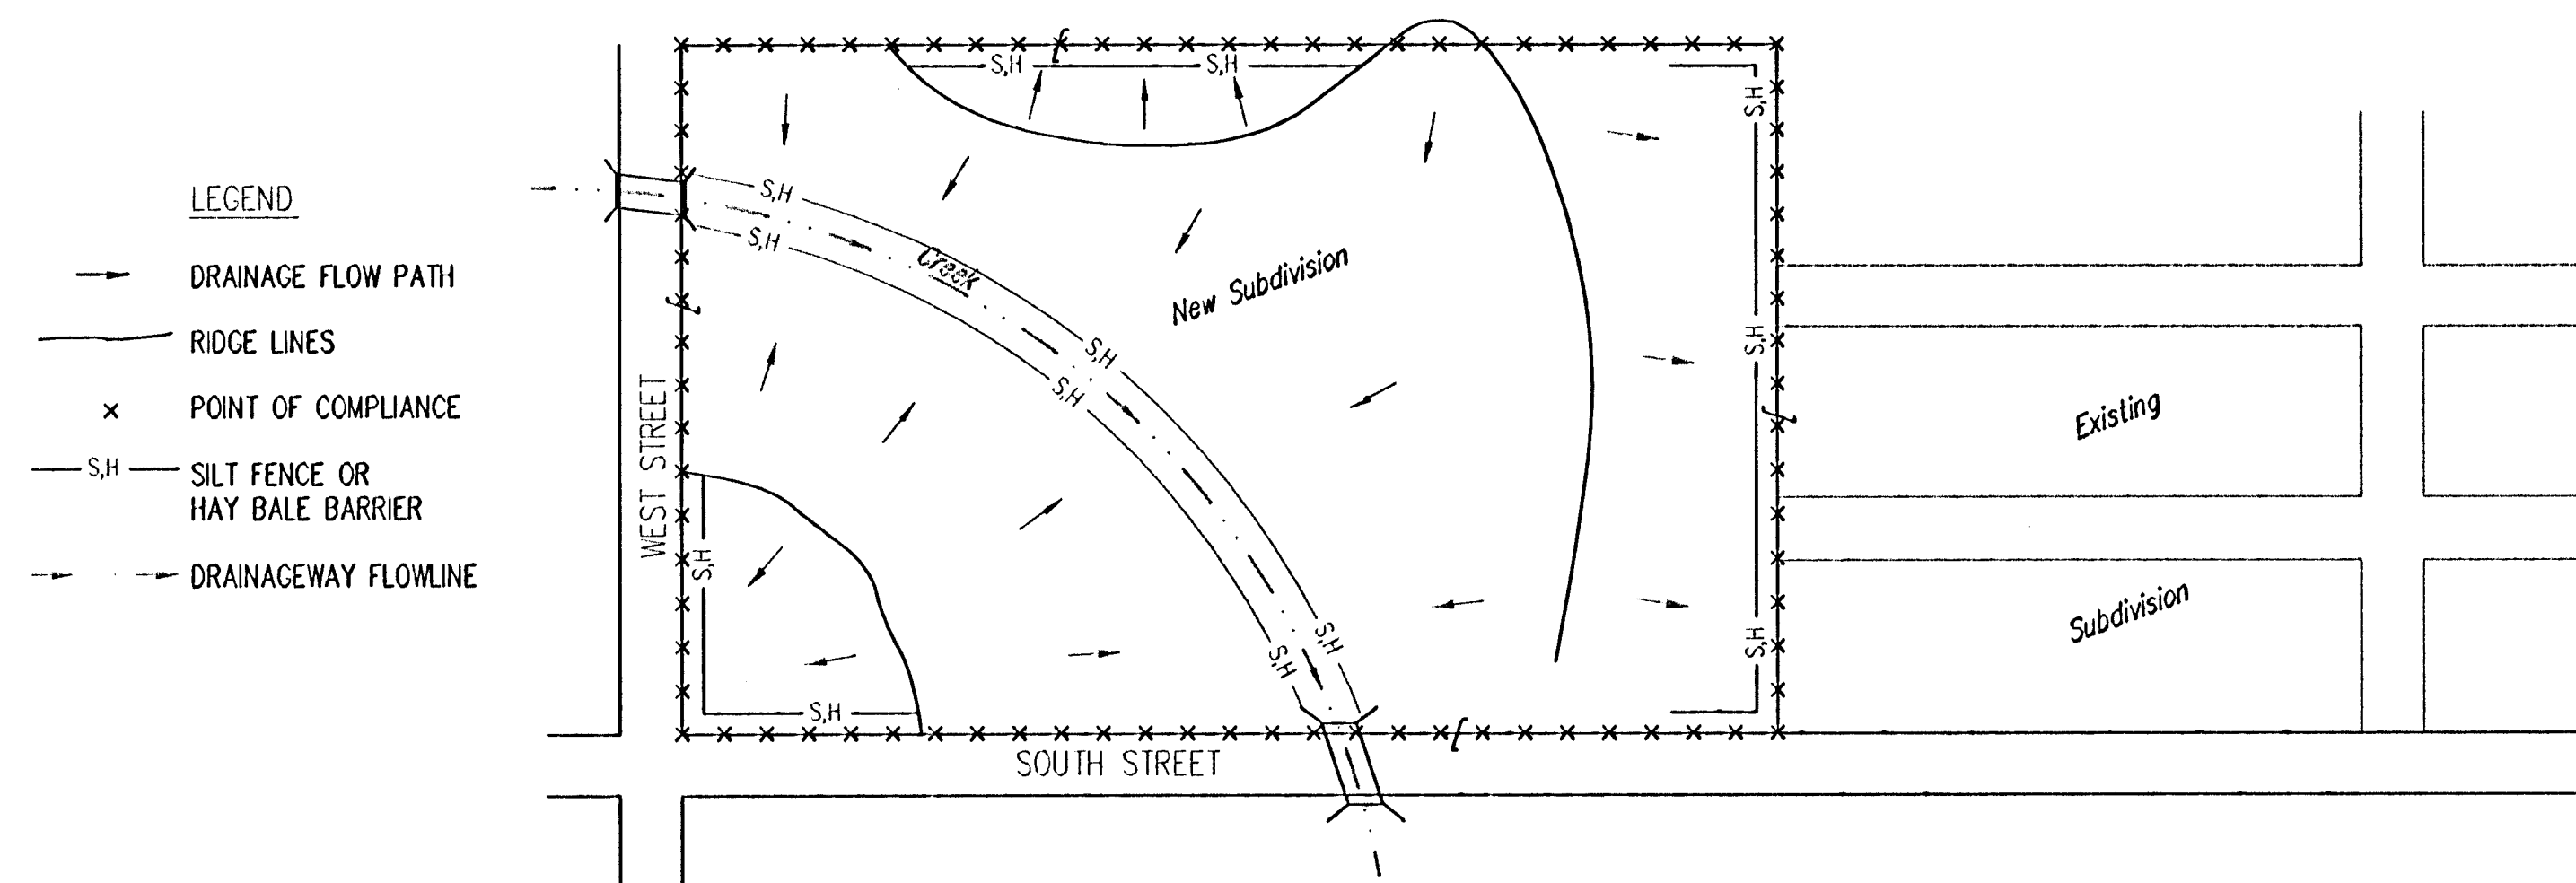 LEGEND
DRAINAGE FLOW PATH
RIDGE LINES
x POINT OF COMPLIANCE
S,H SILT FENCE OR
HAY BALE BARRIER
DRAINAGEWAY FLOWLINE
S,H S,H
S,H
S,H
S,H
Creek
New Subdivision
S,H
S,H
S,H
WEST STREET
Existing
S,H
Subdivision
S,H
S,H
S,H
S,H
SOUTH STREET